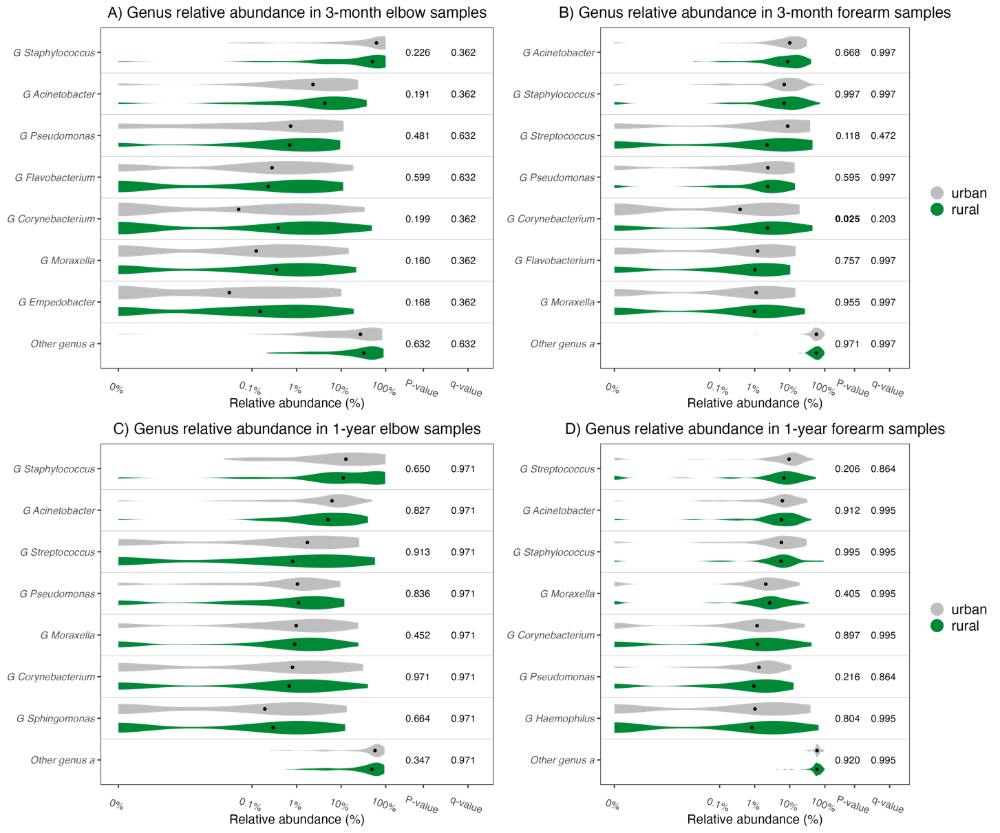 A) Genus relative abundance in 3-month elbow samples
G Staphylococcus 0.226 0.362
G Acinetobacter 0.191 0.362
G Pseudomonas 0.481 0.632
G Flavobacterium 0.599 0.632
G Corynebacterium 0.199 0.362
G Moraxella 0.160 0.362
G Empedobacter 0.168 0.362
Other genus a 0.632 0.632
0% 0.1% 1% 10% 100% P-value q-value
Relative abundance (%)
B) Genus relative abundance in 3-month forearm samples
G Acinetobacter 0.668 0.997
G Staphylococcus 0.997 0.997
G Streptococcus 0.118 0.472
G Pseudomonas 0.595 0.997
G Corynebacterium 0.025 0.203
G Flavobacterium 0.757 0.997
G Moraxella 0.955 0.997
Other genus a 0.971 0.997
0% 0.1% 1% 10% 100% P-value q-value
Relative abundance (%)
urban
rural
C) Genus relative abundance in 1-year elbow samples
G Staphylococcus 0.650 0.971
G Acinetobacter 0.827 0.971
G Streptococcus 0.913 0.971
G Pseudomonas 0.836 0.971
G Moraxella 0.452 0.971
G Corynebacterium 0.971 0.971
G Sphingomonas 0.664 0.971
Other genus a 0.347 0.971
0% 0.1% 1% 10% 100% P-value q-value
Relative abundance (%)
D) Genus relative abundance in 1-year forearm samples
G Streptococcus 0.206 0.864
G Acinetobacter 0.912 0.995
G Staphylococcus 0.995 0.995
G Moraxella 0.405 0.995
G Corynebacterium 0.897 0.995
G Pseudomonas 0.216 0.864
G Haemophilus 0.804 0.995
Other genus a 0.920 0.995
0% 0.1% 1% 10% 100% P-value q-value
Relative abundance (%)
urban
rural